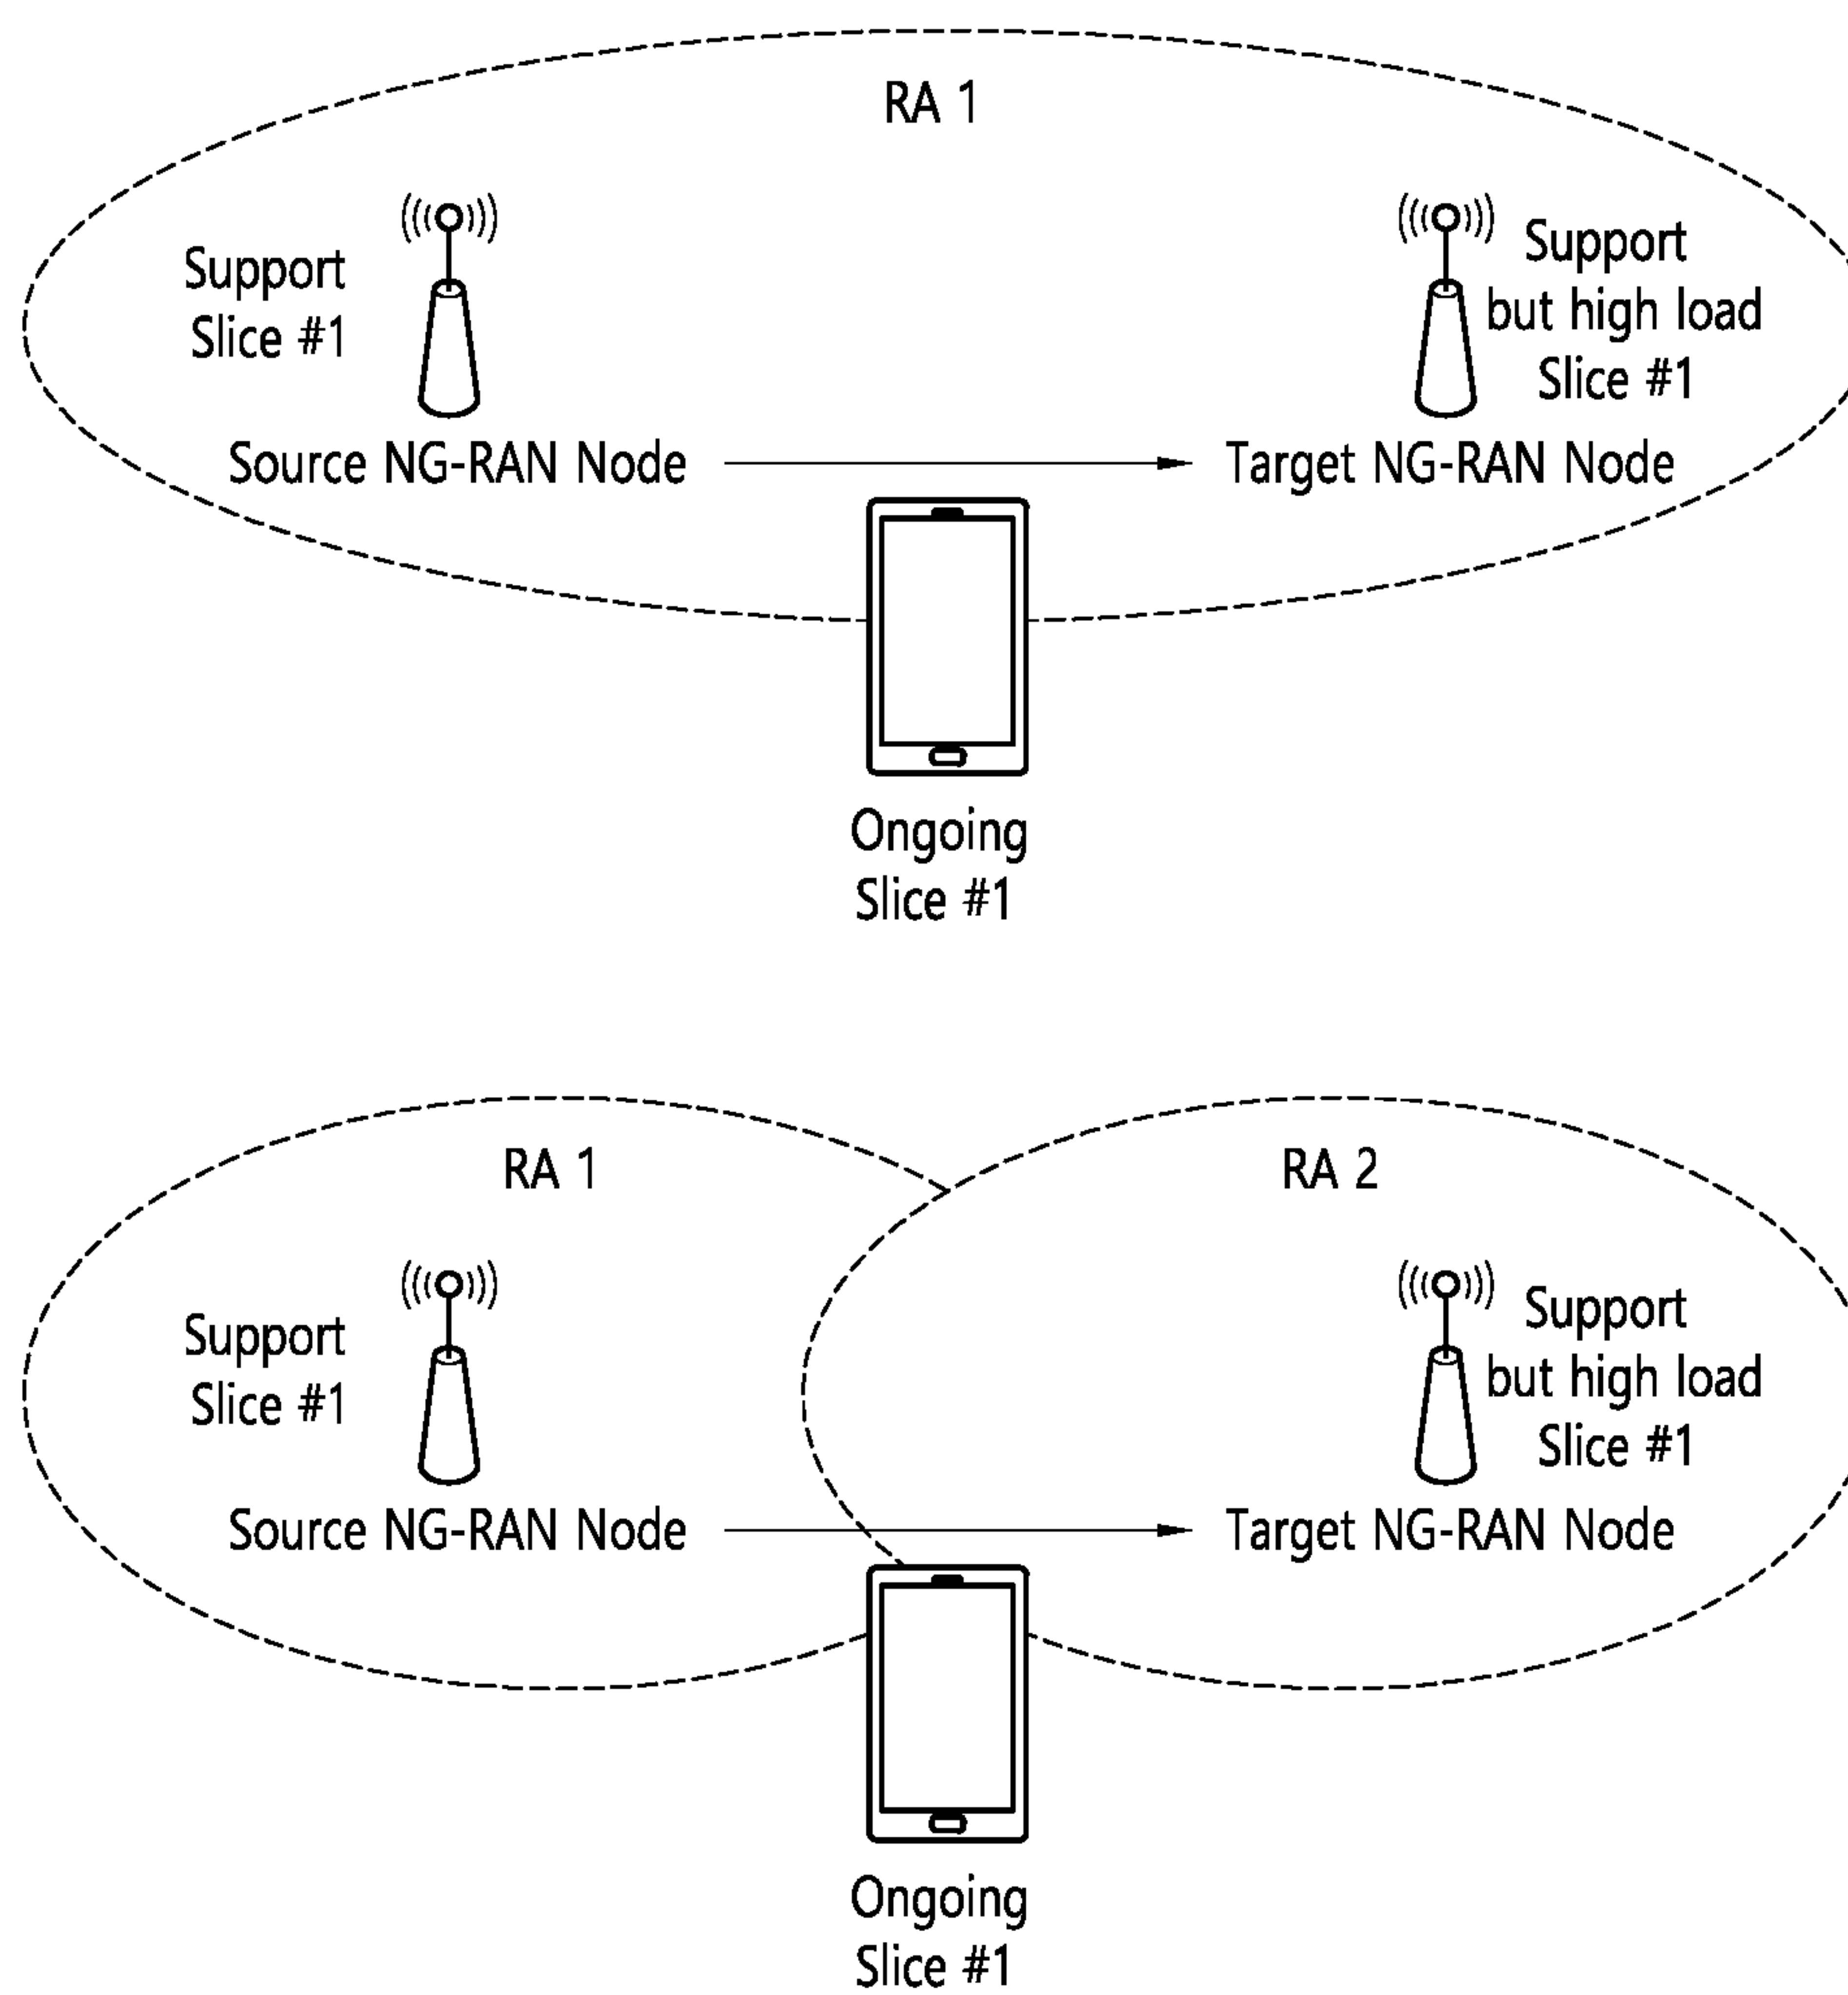 RA 1
Support
Slice #1
Support
but high load
Slice #1
Source NG-RAN Node
Target NG-RAN Node
Ongoing
Slice #1
RA 1
RA 2
Support
Slice #1
Support
but high load
Slice #1
Source NG-RAN Node
Target NG-RAN Node
Ongoing
Slice #1